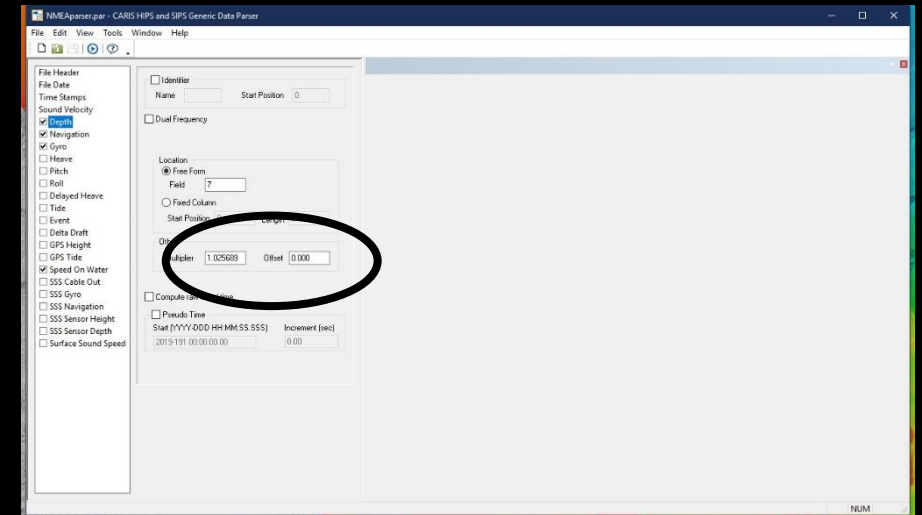 NMEAparser.par - CARIS HIPS and SIPS Generic Data Parser
File Edit View Tools Window Help
File Header
File Date
Time Stamps
Sound Velocity
Depth
Navigation
Gyro
Heave
Pitch
Roll
Delayed Heave
Tide
Event
Delta Draft
GPS Height
GPS Tide
Speed On Water
SSS Cable Out
SSS Gyro
SSS Navigation
SSS Sensor Height
SSS Sensor Depth
Surface Sound Speed
Identifier
Name Start Position 0
Dual Frequency
Location
Free Form
Field 7
Fixed Column
Start Position
Multiplier 1.025689 Offset 0.000
Compute
Pseudo Time
Start (YYYY-DDD HH:MM:SS.SSS) Increment (sec)
2019-191 00:00:00.00 0.00
NUM